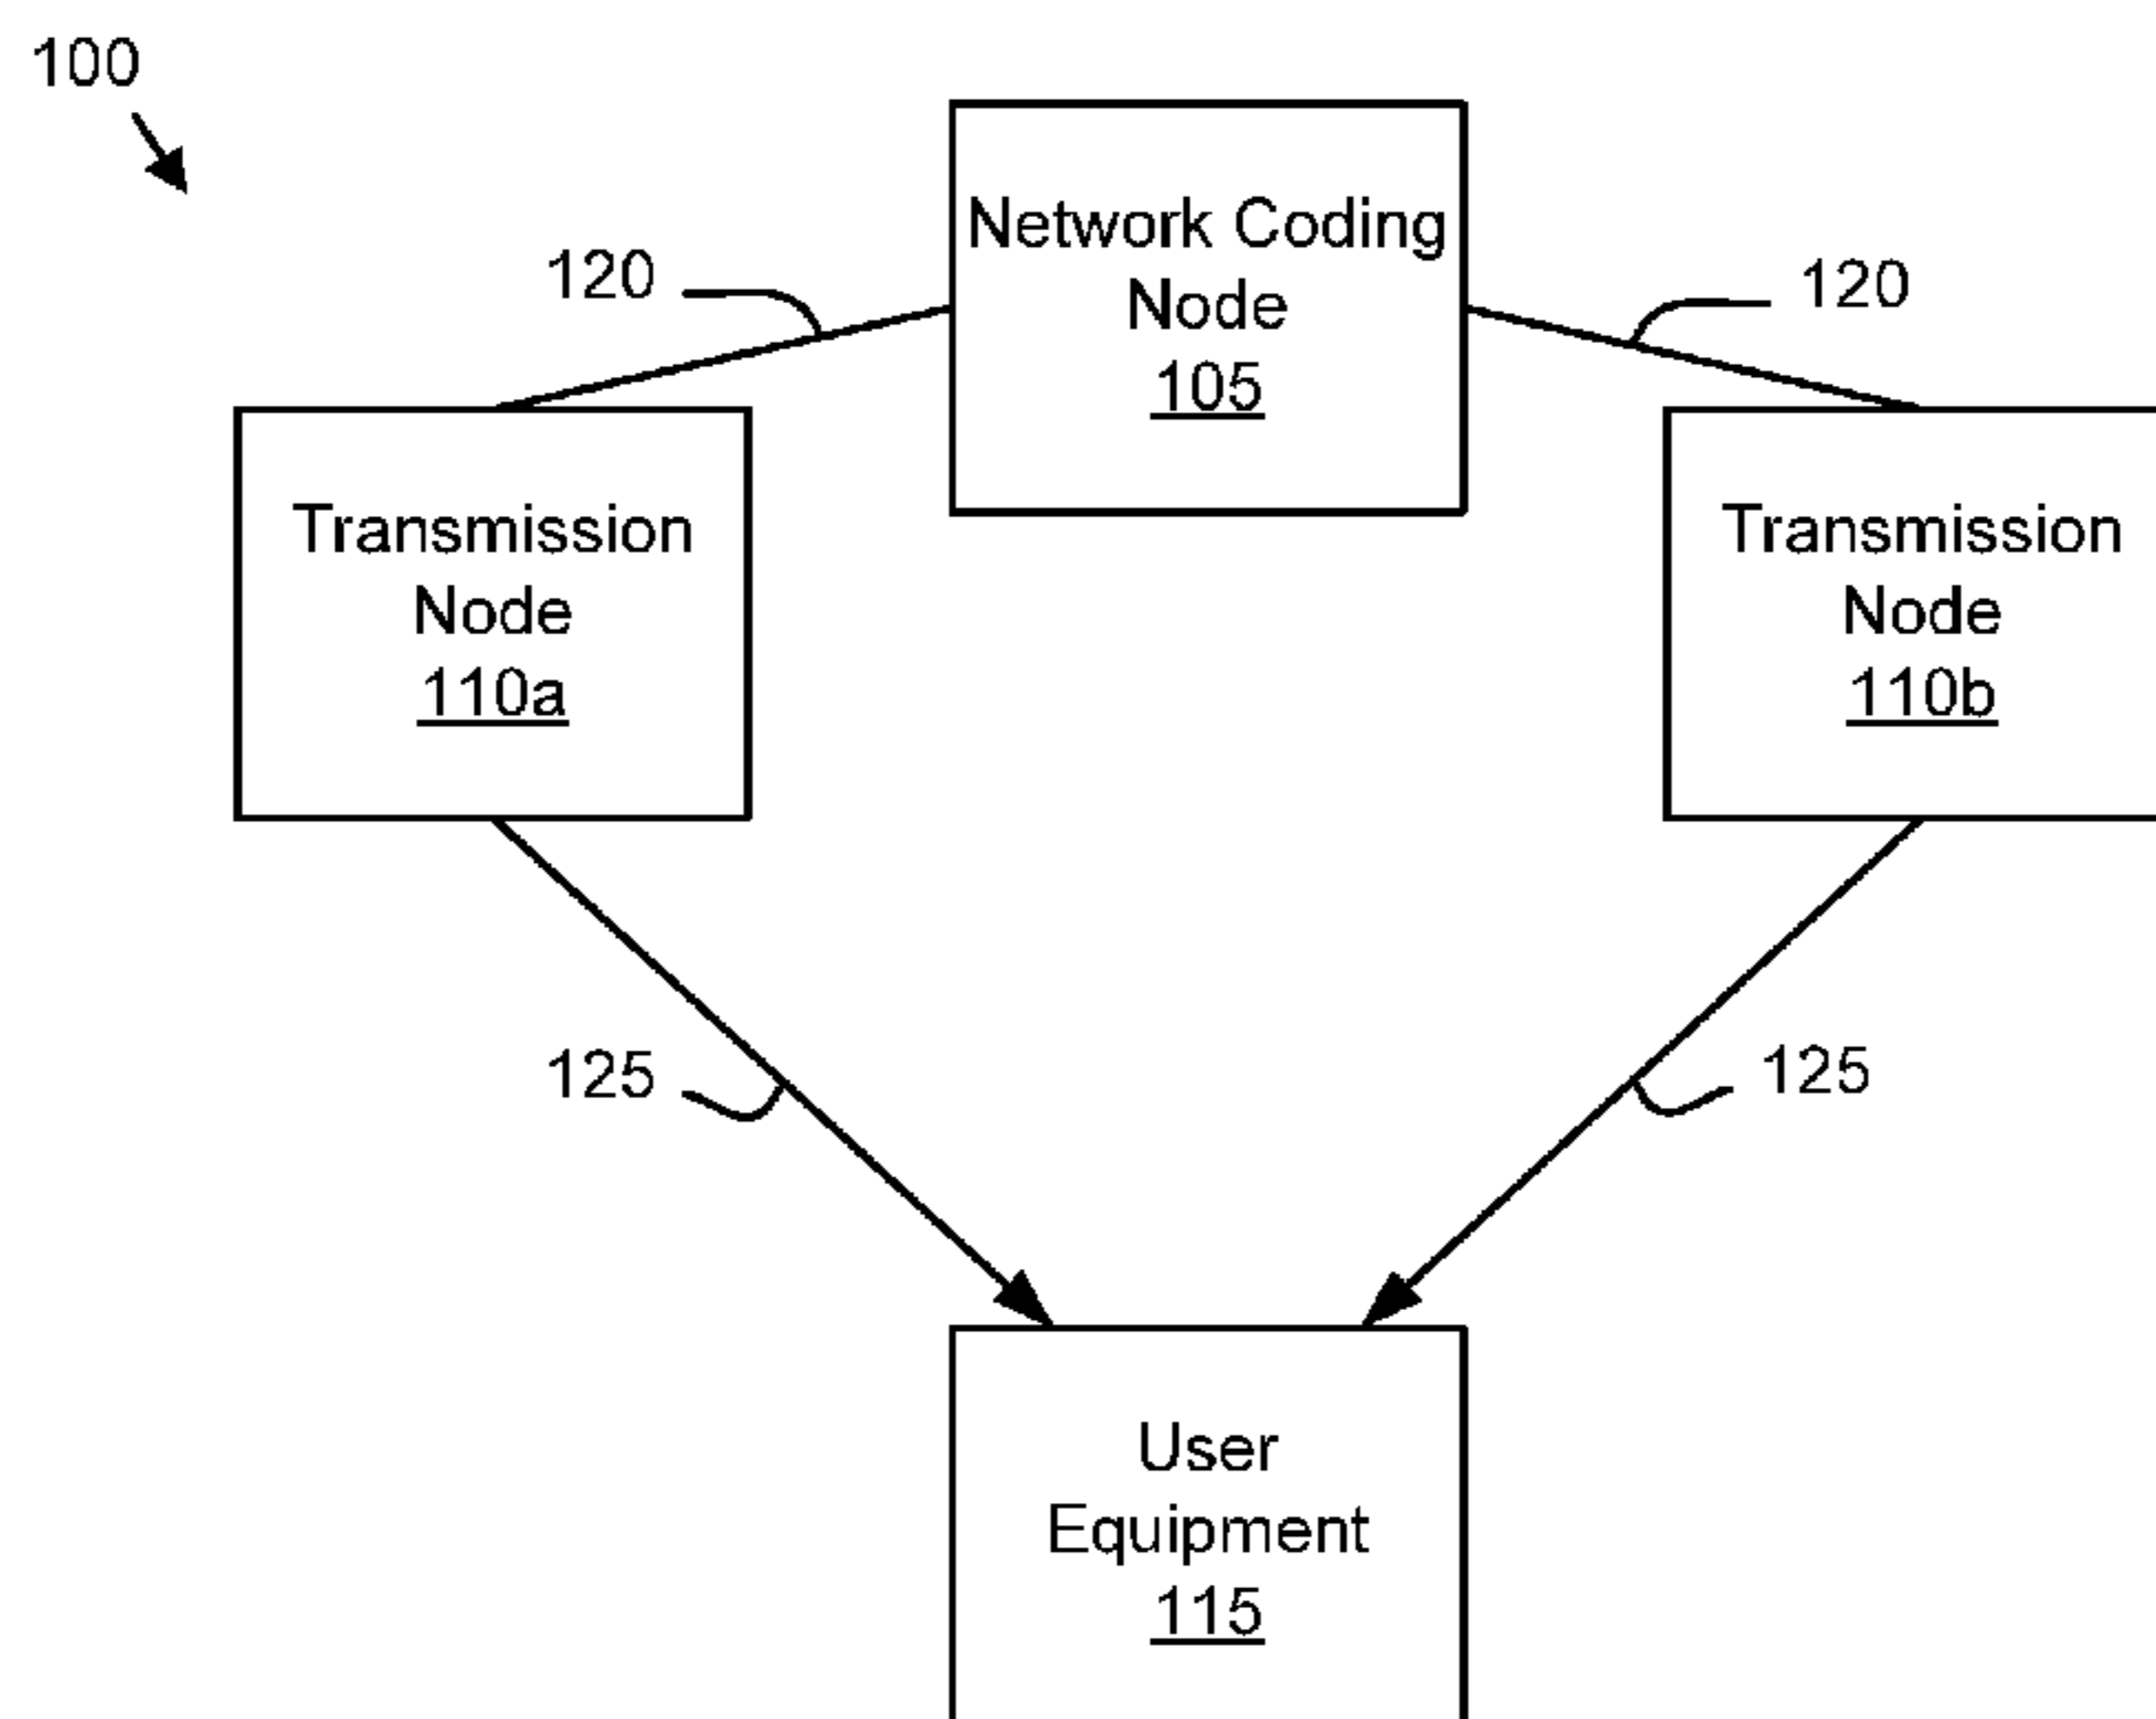 100
Network Coding
Node
105
120
120
Transmission
Node
110a
Transmission
Node
110b
125
125
User
Equipment
115